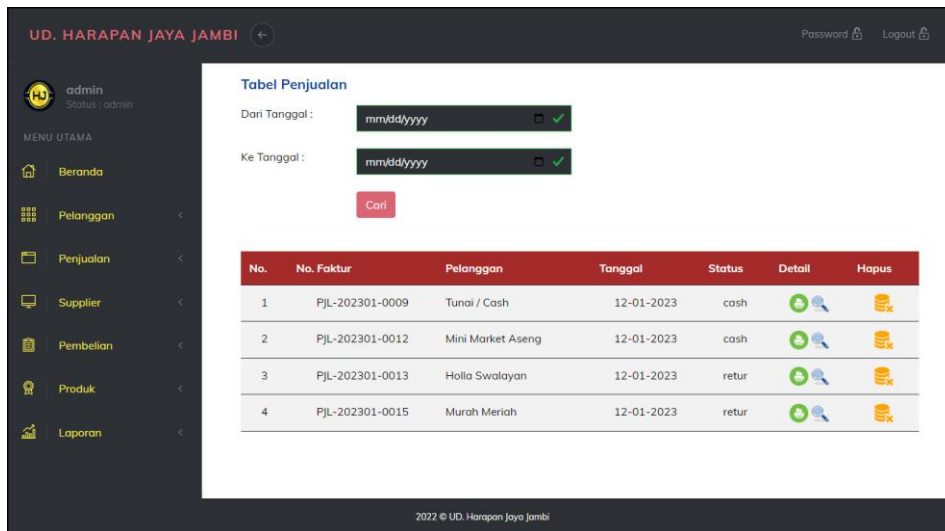 UD. HARAPAN JAYA JAMBI
Password Logout
HJ
admin
Status : admin
MENU UTAMA
Beranda
Pelanggan
Penjualan
Supplier
Pembelian
Produk
Laporan
Tabel Penjualan
Dari Tanggal : mm/dd/yyyy
Ke Tanggal : mm/dd/yyyy
Cari
No. No. Faktur Pelanggan Tanggal Status Detail Hapus
1 PJL-202301-0009 Tunai / Cash 12-01-2023 cash
2 PJL-202301-0012 Mini Market Aseng 12-01-2023 cash
3 PJL-202301-0013 Holla Swalayan 12-01-2023 retur
4 PJL-202301-0015 Murah Meriah 12-01-2023 retur
2022 © UD. Harapan Jaya Jambi